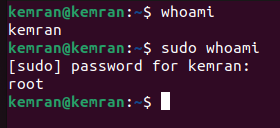 kemran@kemran:~$ whoami
kemran
kemran@kemran:~$ sudo whoami
[sudo] password for kemran:
root
kemran@kemran:~$